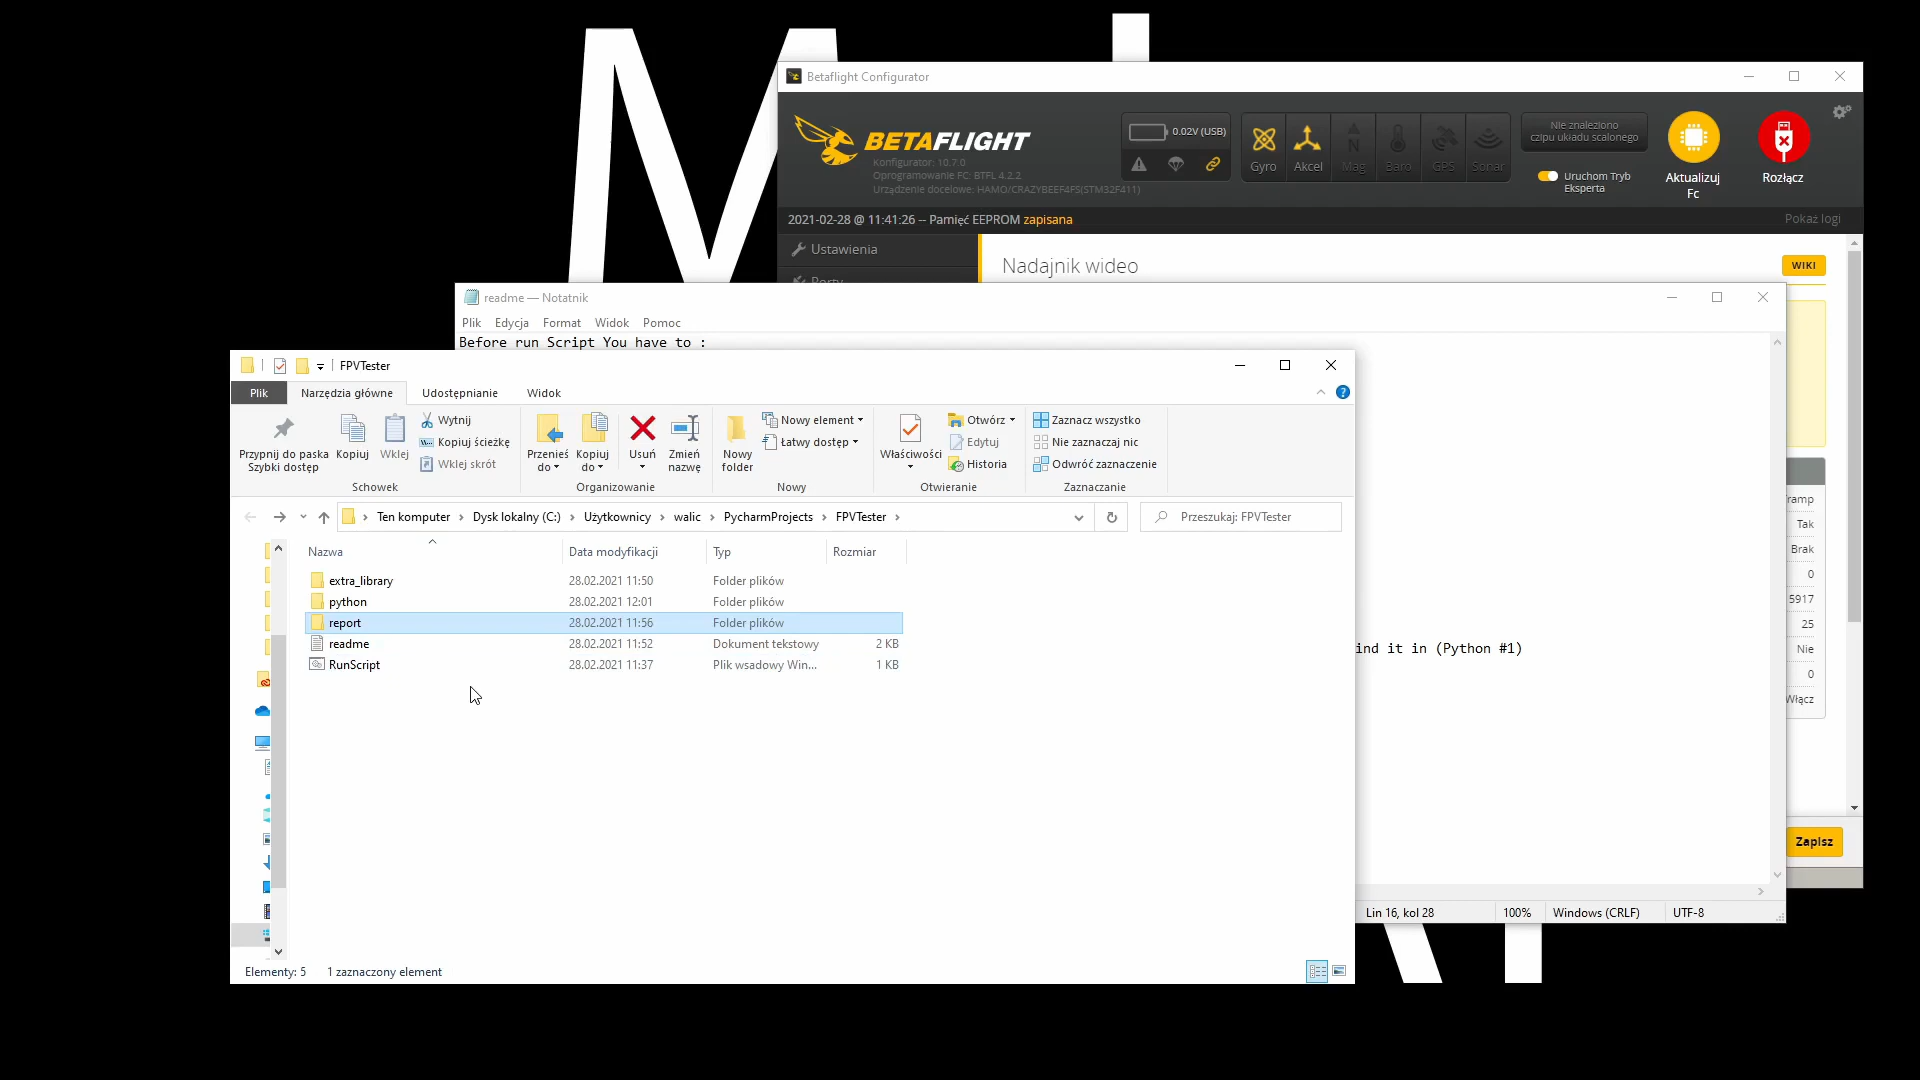 Betaflight Configurator
BETAFLIGHT
Konfigurator: 10.7.0
Oprogramowanie FC: BTFL 4.2.2
Urządzenie docelowe: HAMO/CRAZYBEEF4FS(STM32F411)
0.02V (USB)
Gyro
Akcel
Mag
Baro
GPS
Sonar
Nie znaleziono
czipu układu scalonego
Uruchom Tryb
Eksperta
Aktualizuj
Fc
Rozłącz
2021-02-28 @ 11:41:26 -- Pamięć EEPROM zapisana
Pokaż logi
Ustawienia
Porty
Nadajnik wideo
WIKI
readme — Notatnik
Plik Edycja Format Widok Pomoc
Before run Script You have to :
FPVTester
Plik Narzędzia główne Udostępnianie Widok
Przypnij do paska
Szybki dostęp
Kopiuj
Wklej
Wytnij
Kopiuj ścieżkę
Wklej skrót
Schowek
Przenieś
do
Kopiuj
do
Usuń
Zmień
nazwę
Organizowanie
Nowy
folder
Nowy element
Łatwy dostęp
Nowy
Właściwości
Otwórz
Edytuj
Historia
Otwieranie
Zaznacz wszystko
Nie zaznaczaj nic
Odwróć zaznaczenie
Zaznaczanie
Ten komputer > Dysk lokalny (C:) > Użytkownicy > walic > PycharmProjects > FPVTester >
Przeszukaj: FPVTester
Nazwa Data modyfikacji Typ Rozmiar
extra_library 28.02.2021 11:50 Folder plików
python 28.02.2021 12:01 Folder plików
report 28.02.2021 11:56 Folder plików
readme 28.02.2021 11:52 Dokument tekstowy 2 KB
RunScript 28.02.2021 11:37 Plik wsadowy Win... 1 KB
Elementy: 5 1 zaznaczony element
ind it in (Python #1)
ramp
Tak
Brak
0
5917
25
Nie
0
Włącz
Zapisz
Lin 16, kol 28 100% Windows (CRLF) UTF-8